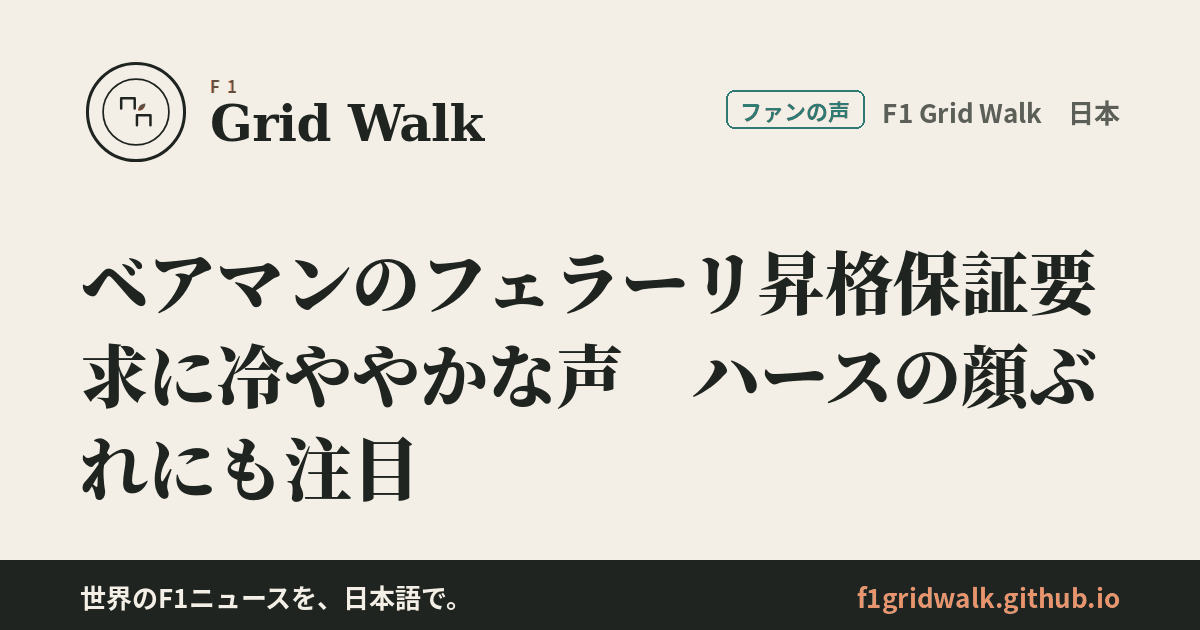 F1
Grid Walk
ファンの声
F1 Grid Walk　日本
ベアマンのフェラーリ昇格保証要
求に冷ややかな声　ハースの顔ぶ
れにも注目
世界のF1ニュースを、日本語で。
f1gridwalk.github.io